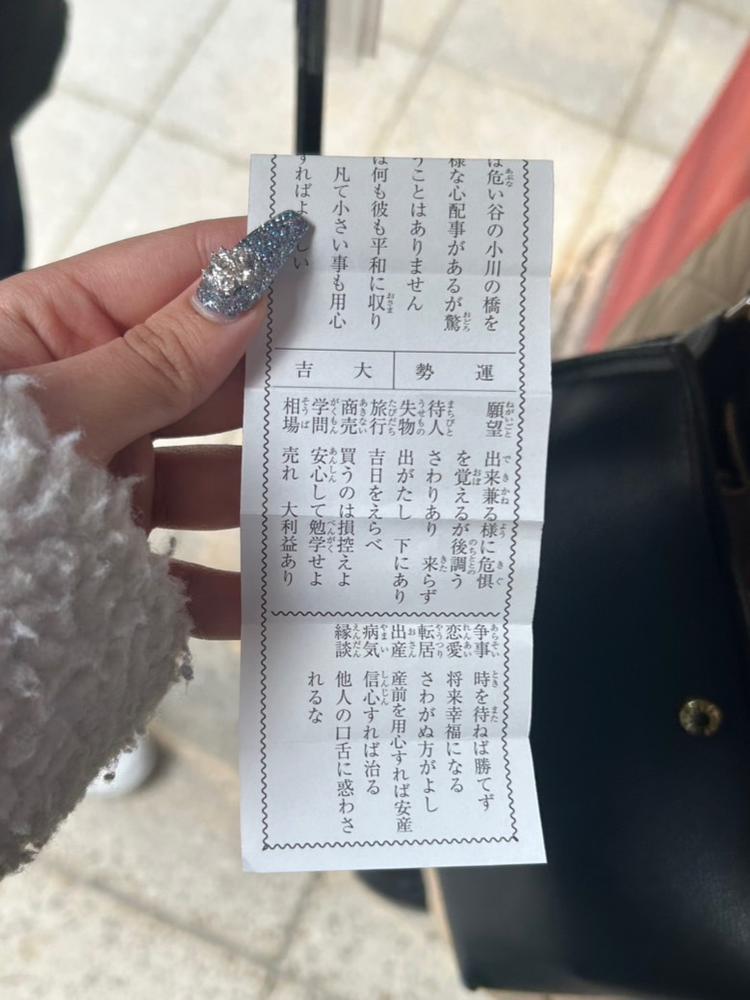 は危い谷の小川の橋を
様な心配事があるが驚
うことはありません
は何も彼も平和に収り
凡て小さい事も用心
すればよしい
運勢 大吉
願望 出来兼る様に危惧
を覚えるが後調う
待人 さわりあり 来らず
失物 出がたし 下にあり
旅行 吉日をえらべ
商売 買うのは損控えよ
学問 安心して勉学せよ
相場 売れ 大利益あり
争事 時を待ねば勝てず
恋愛 将来幸福になる
転居 さわがぬ方がよし
出産 産前を用心すれば安産
病気 信心すれば治る
縁談 他人の口舌に惑わさ
れるな